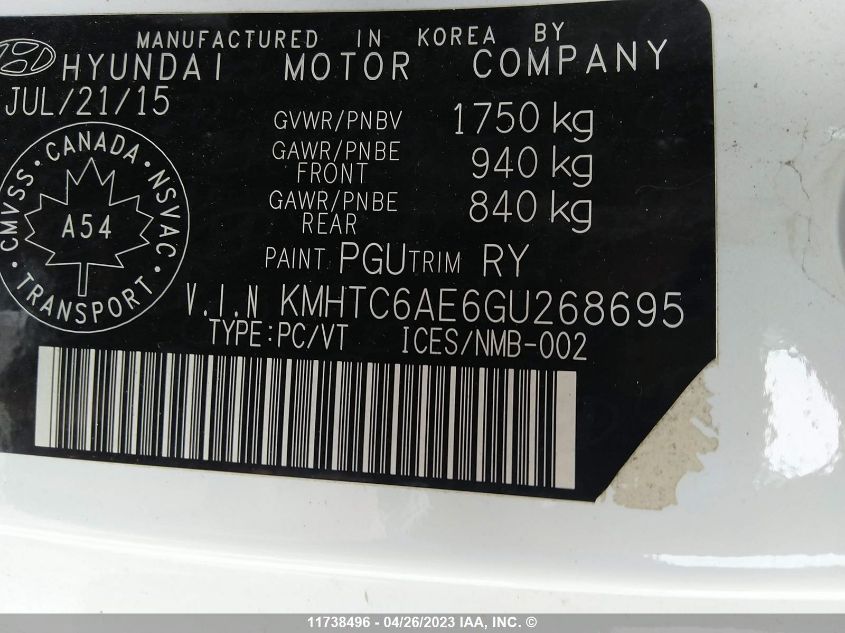 MANUFACTURED IN KOREA BY
HYUNDAI MOTOR COMPANY
JUL/21/15
GVWR/PNBV 1750 kg
GAWR/PNBE FRONT 940 kg
GAWR/PNBE REAR 840 kg
CMVSS · CANADA · NSVAC
A54
· TRANSPORT ·
PAINT PGU TRIM RY
V.I.N KMHTC6AE6GU268695
TYPE:PC/VT ICES/NMB-002
11738496 - 04/26/2023 IAA, INC. ©